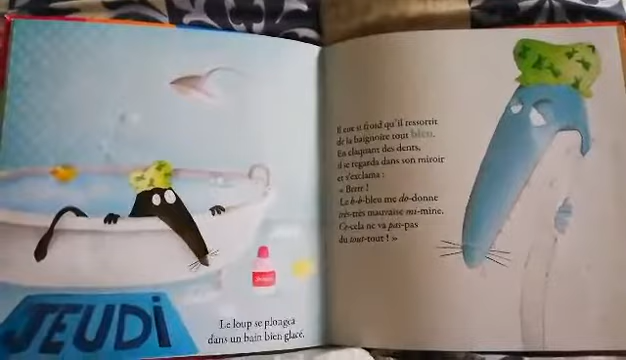 JEUDI
Le loup se plongea
dans un bain bien glacé.
Il eut si froid qu'il ressortit
de la baignoire tout bleu.
En claquant des dents,
il se regarda dans son miroir
et s'exclama :
« Brrr !
Le b-b-bleu me do-donne
très-très mauvaise mi-mine.
Ce-cela ne va pas-pas
du tout-tout ! »